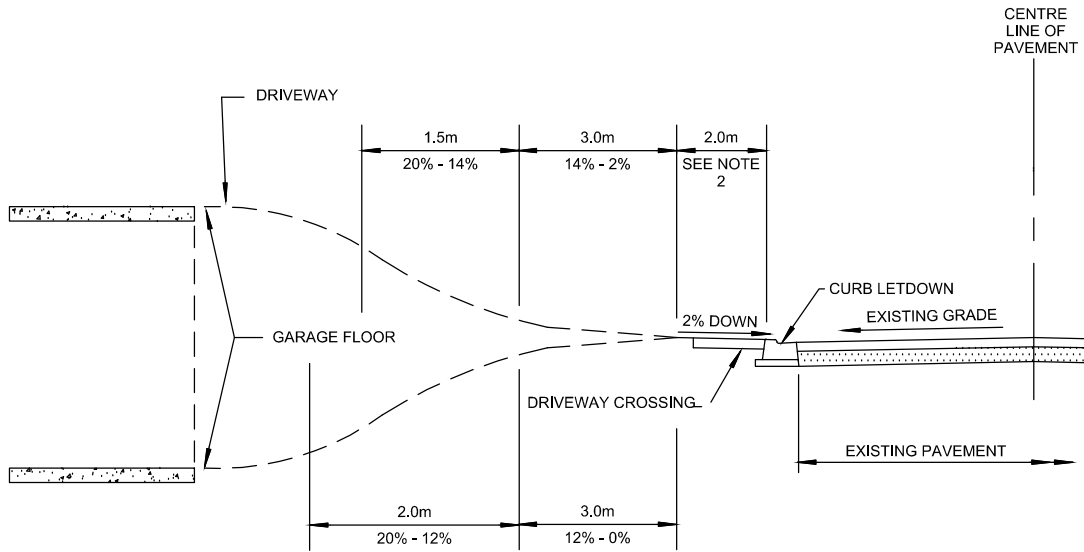 CENTRE
LINE OF
PAVEMENT
DRIVEWAY
1.5m
3.0m
2.0m
20% - 14%
14% - 2%
SEE NOTE
2
CURB LETDOWN
2% DOWN
EXISTING GRADE
GARAGE FLOOR
DRIVEWAY CROSSING
EXISTING PAVEMENT
2.0m
3.0m
20% - 12%
12% - 0%